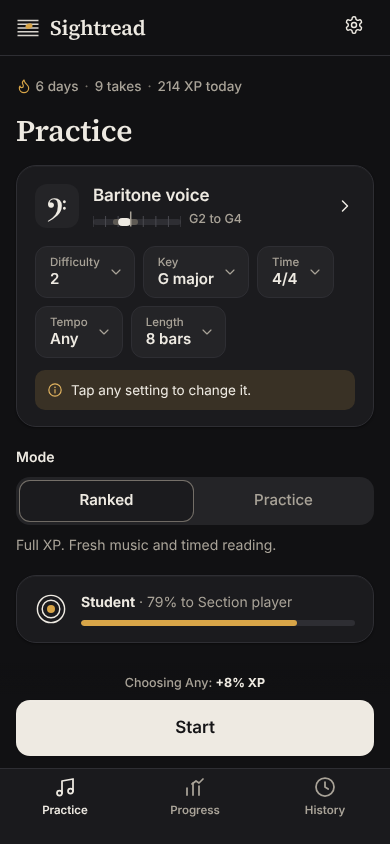 Sightread
6 days · 9 takes · 214 XP today
Practice
Baritone voice
G2 to G4
Difficulty
2
Key
G major
Time
4/4
Tempo
Any
Length
8 bars
Tap any setting to change it.
Mode
Ranked
Practice
Full XP. Fresh music and timed reading.
Student · 79% to Section player
Choosing Any: +8% XP
Start
Practice
Progress
History